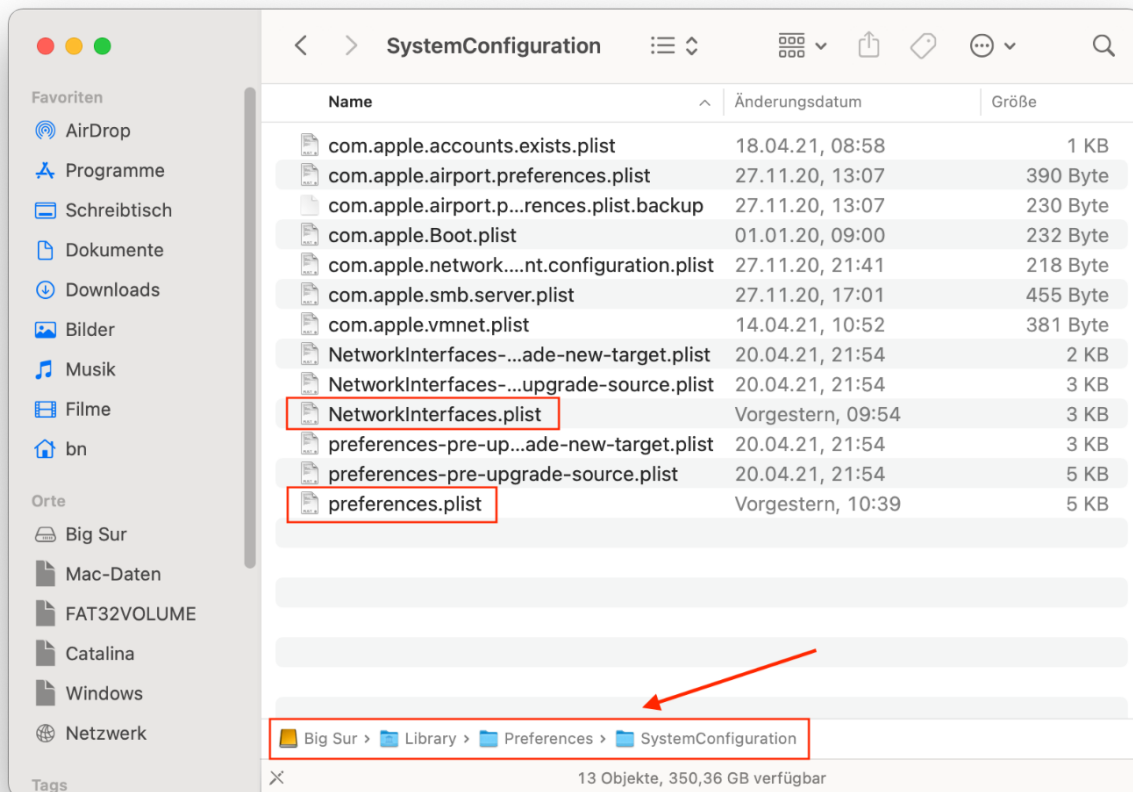 SystemConfiguration
Favoriten
AirDrop
Programme
Schreibtisch
Dokumente
Downloads
Bilder
Musik
Filme
bn
Orte
Big Sur
Mac-Daten
FAT32VOLUME
Catalina
Windows
Netzwerk
Tags
Name Änderungsdatum Größe
com.apple.accounts.exists.plist 18.04.21, 08:58 1 KB
com.apple.airport.preferences.plist 27.11.20, 13:07 390 Byte
com.apple.airport.p...rences.plist.backup 27.11.20, 13:07 230 Byte
com.apple.Boot.plist 01.01.20, 09:00 232 Byte
com.apple.network....nt.configuration.plist 27.11.20, 21:41 218 Byte
com.apple.smb.server.plist 27.11.20, 17:01 455 Byte
com.apple.vmnet.plist 14.04.21, 10:52 381 Byte
NetworkInterfaces-...ade-new-target.plist 20.04.21, 21:54 2 KB
NetworkInterfaces-...upgrade-source.plist 20.04.21, 21:54 3 KB
NetworkInterfaces.plist Vorgestern, 09:54 3 KB
preferences-pre-up...ade-new-target.plist 20.04.21, 21:54 3 KB
preferences-pre-upgrade-source.plist 20.04.21, 21:54 5 KB
preferences.plist Vorgestern, 10:39 5 KB
Big Sur › Library › Preferences › SystemConfiguration
13 Objekte, 350,36 GB verfügbar